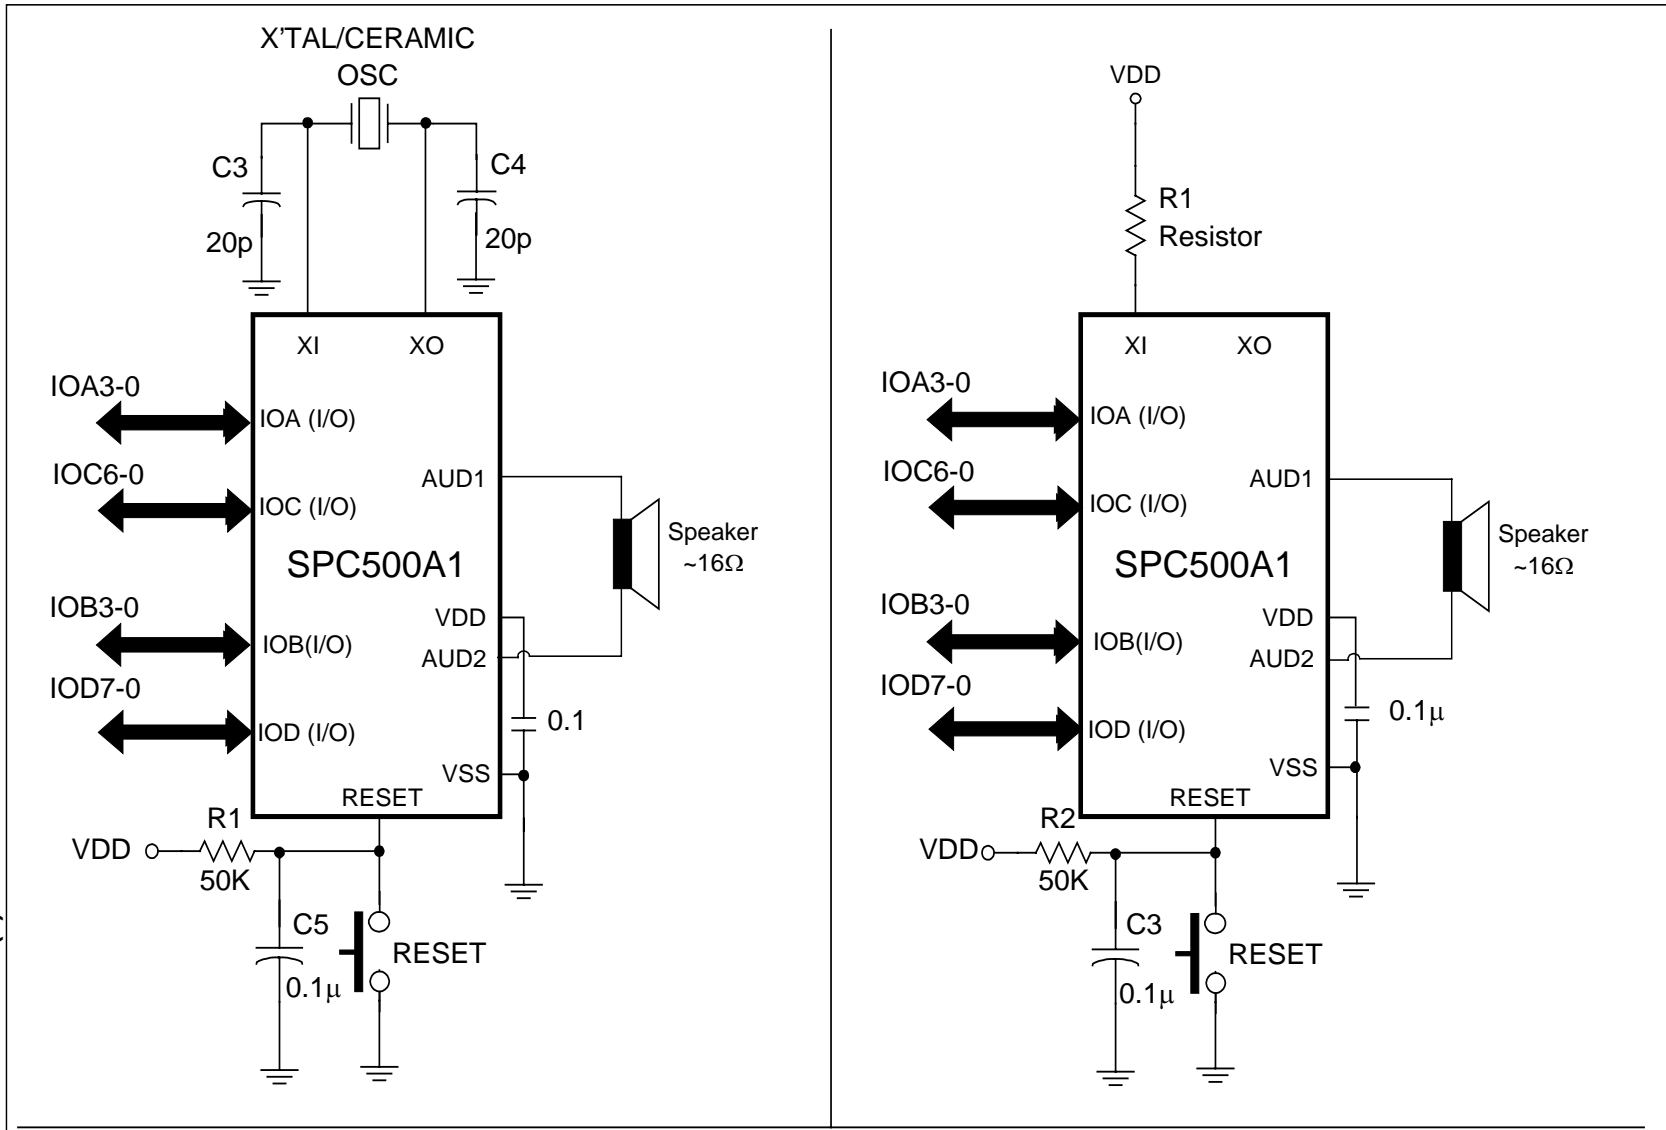 X'TAL/CERAMIC
OSC
C3
C4
20p
20p
XI
XO
IOA3-0
IOA (I/O)
IOC6-0
IOC (I/O)
AUD1
Speaker
~16Ω
SPC500A1
IOB3-0
IOB(I/O)
VDD
AUD2
IOD7-0
IOD (I/O)
0.1
VSS
RESET
R1
VDD
50K
C5
0.1μ
RESET
VDD
R1
Resistor
XI
XO
IOA3-0
IOA (I/O)
IOC6-0
IOC (I/O)
AUD1
Speaker
~16Ω
SPC500A1
IOB3-0
IOB(I/O)
VDD
AUD2
IOD7-0
IOD (I/O)
0.1μ
VSS
RESET
R2
VDD
50K
C3
0.1μ
RESET